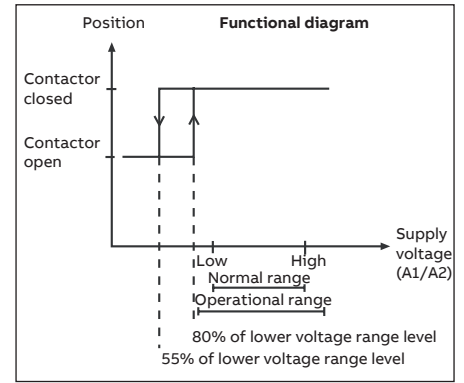 Position
Functional diagram
Contactor
closed
Contactor
open
Supply
voltage
(A1/A2)
Low
High
Normal range
Operational range
80% of lower voltage range level
55% of lower voltage range level